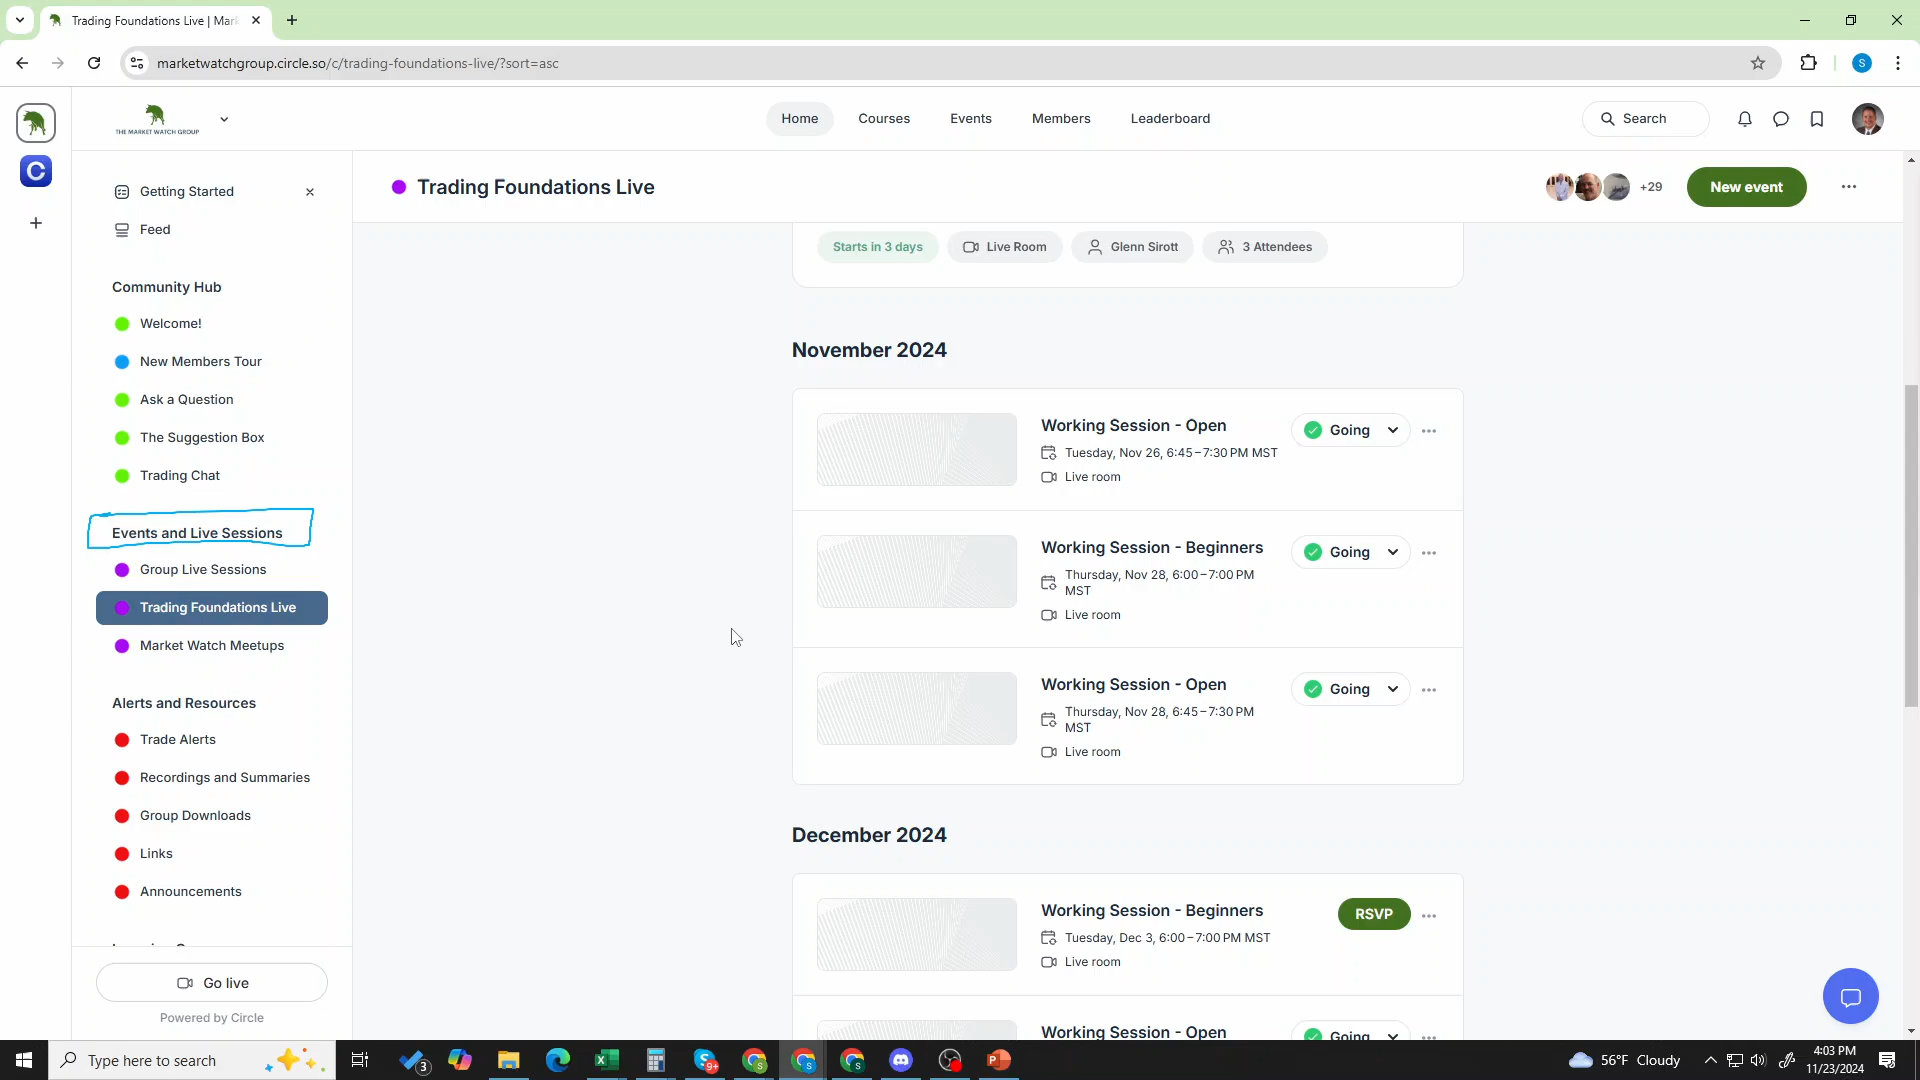 Trading Foundations Live | Mark
marketwatchgroup.circle.so/c/trading-foundations-live/?sort=asc
S
THE MARKET WATCH GROUP
Home
Courses
Events
Members
Leaderboard
Search
C
Getting Started
Feed
Community Hub
Welcome!
New Members Tour
Ask a Question
The Suggestion Box
Trading Chat
Events and Live Sessions
Group Live Sessions
Trading Foundations Live
Market Watch Meetups
Alerts and Resources
Trade Alerts
Recordings and Summaries
Group Downloads
Links
Announcements
Go live
Powered by Circle
Trading Foundations Live
+29
New event
Starts in 3 days
Live Room
Glenn Sirott
3 Attendees
November 2024
Working Session - Open
Tuesday, Nov 26, 6:45 – 7:30 PM MST
Live room
Going
Working Session - Beginners
Thursday, Nov 28, 6:00 – 7:00 PM
MST
Live room
Going
Working Session - Open
Thursday, Nov 28, 6:45 – 7:30 PM
MST
Live room
Going
December 2024
Working Session - Beginners
Tuesday, Dec 3, 6:00 – 7:00 PM MST
Live room
RSVP
Working Session - Open
Going
Type here to search
3
9+
56°F Cloudy
4:03 PM
11/23/2024